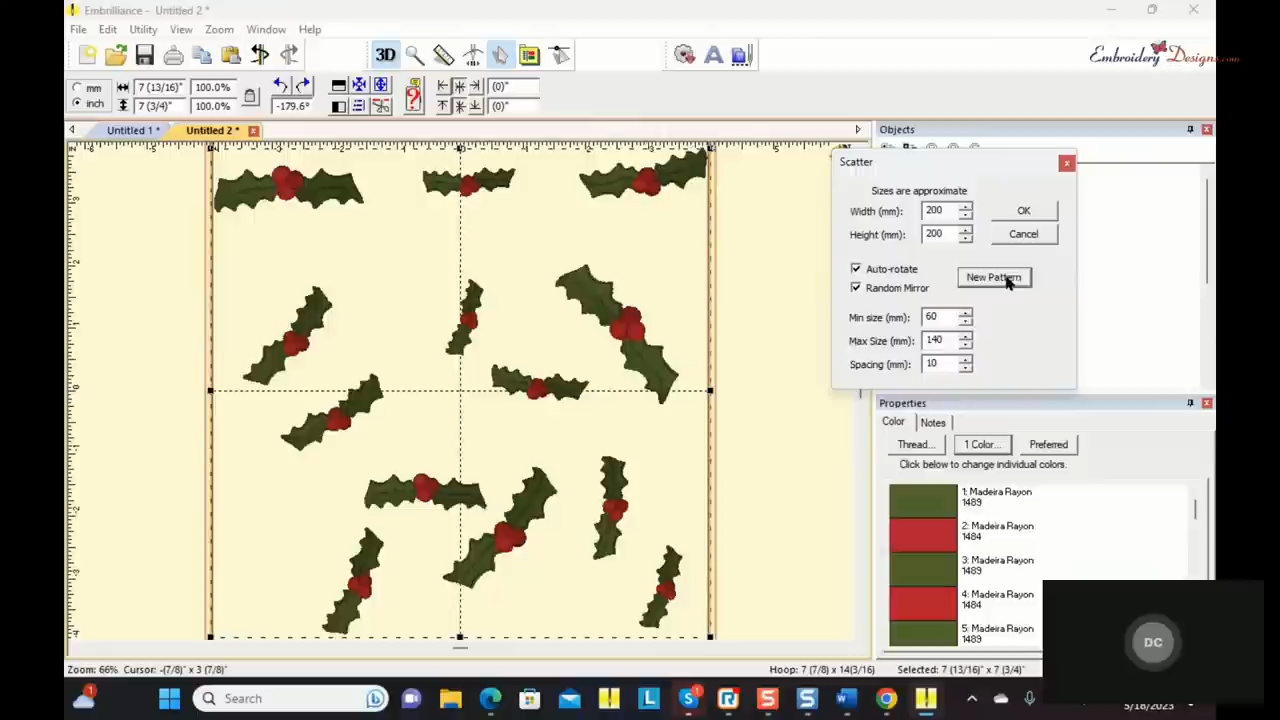 Embrilliance - Untitled 2 *
File Edit Utility View Zoom Window Help
3D
Embroidery Designs.com
mm 7 (13/16)" 100.0% (0)"
inch 7 (3/4)" 100.0% -179.6° (0)"
Untitled 1 * Untitled 2 *
Objects
Scatter
Sizes are approximate
Width (mm): 200 OK
Height (mm): 200 Cancel
Auto-rotate
New Pattern
Random Mirror
Min size (mm): 60
Max Size (mm): 140
Spacing (mm): 10
Properties
Color Notes
Thread... 1 Color... Preferred
Click below to change individual colors.
1: Madeira Rayon
1489
2: Madeira Rayon
1484
3: Madeira Rayon
1489
4: Madeira Rayon
1484
5: Madeira Rayon
1489
DC
Zoom: 66% Cursor: -(7/8)" x 3 (7/8)" Hoop: 7 (7/8) x 14(3/16) Selected: 7 (13/16)" x 7 (3/4)"
Search
5/18/2023